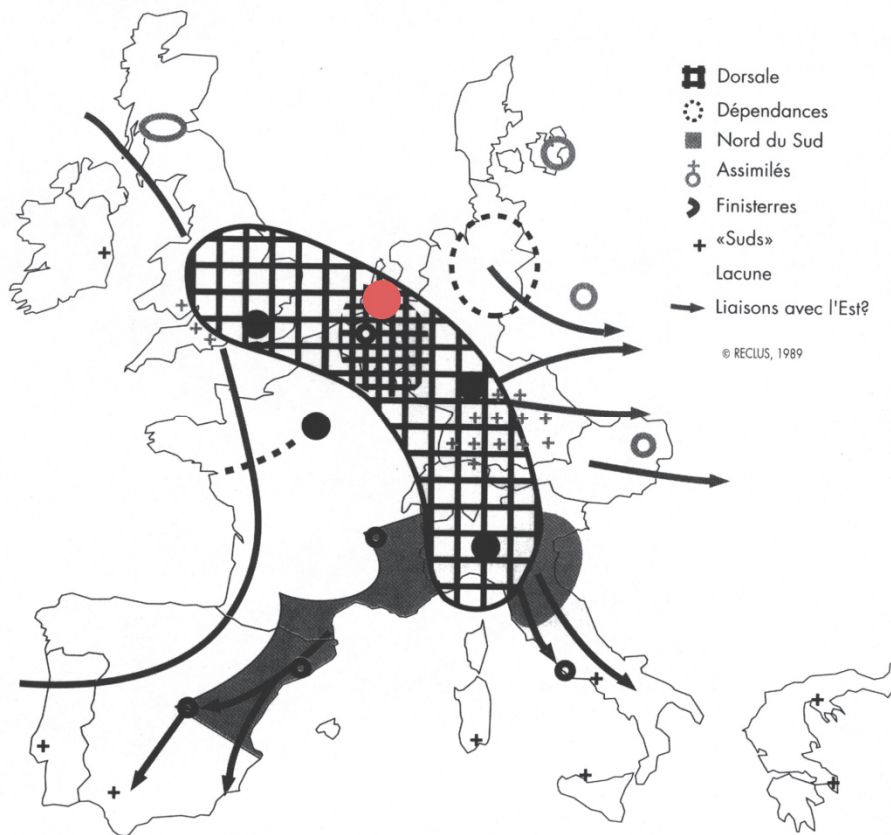 Dorsale
Dépendances
Nord du Sud
Assimilés
Finisterres
«Suds»
Lacune
Liaisons avec l'Est?
© RECLUS, 1989